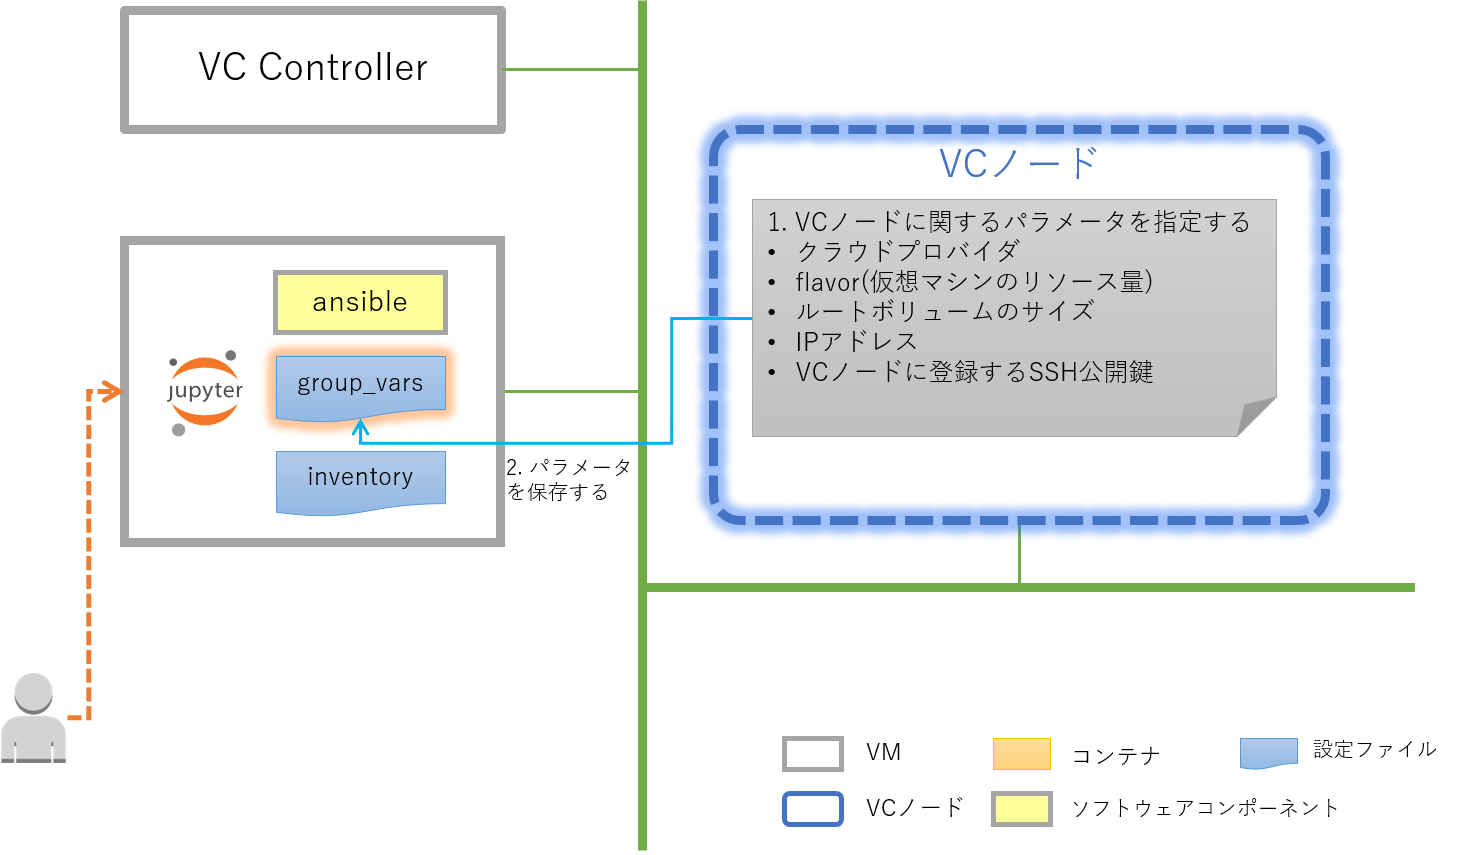 VC Controller
VCノード
1. VCノードに関するパラメータを指定する
• クラウドプロバイダ
• flavor(仮想マシンのリソース量)
• ルートボリュームのサイズ
• IPアドレス
• VCノードに登録するSSH公開鍵
ansible
jupyter
group_vars
inventory
2. パラメータ
を保存する
VM
コンテナ
設定ファイル
VCノード
ソフトウェアコンポーネント